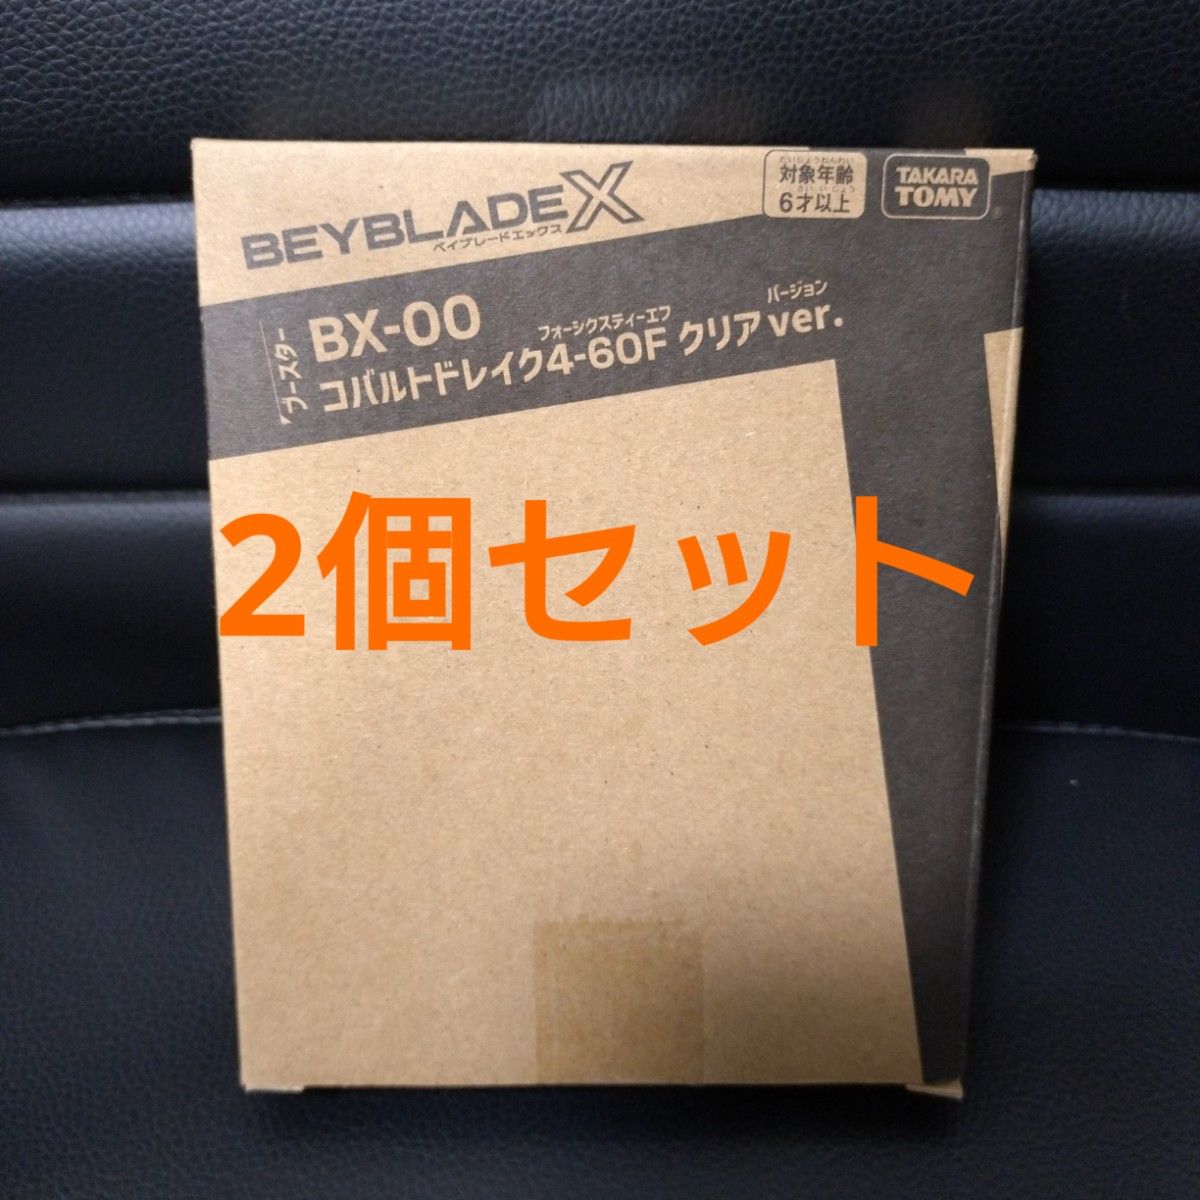 BEYBLADE X
ベイブレードエックス
たいしょうねんれい
対象年齢
さいいじょう
6才以上
TAKARA
TOMY
ブースター
BX-00
フォーシクスティーエフ
バージョン
コバルトドレイク4-60F クリアver.
2個セット